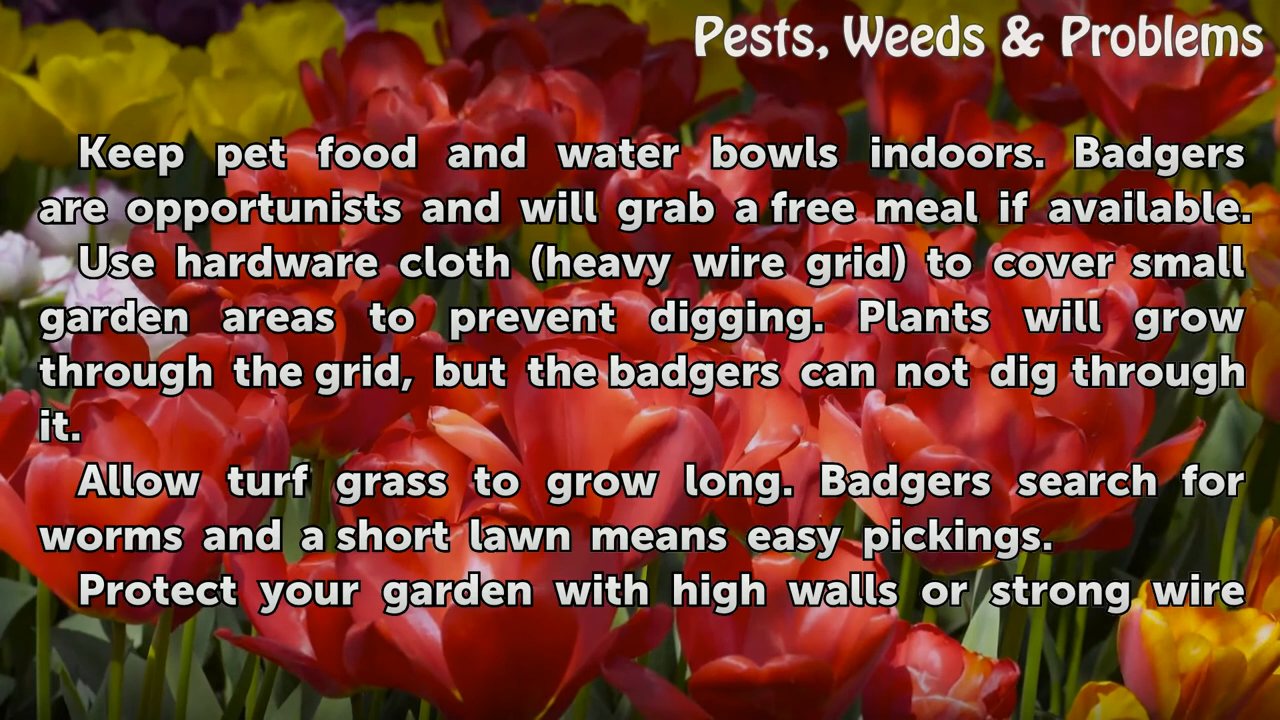 Pests, Weeds & Problems
Keep pet food and water bowls indoors. Badgers
are opportunists and will grab a free meal if available.
Use hardware cloth (heavy wire grid) to cover small
garden areas to prevent digging. Plants will grow
through the grid, but the badgers can not dig through
it.
Allow turf grass to grow long. Badgers search for
worms and a short lawn means easy pickings.
Protect your garden with high walls or strong wire